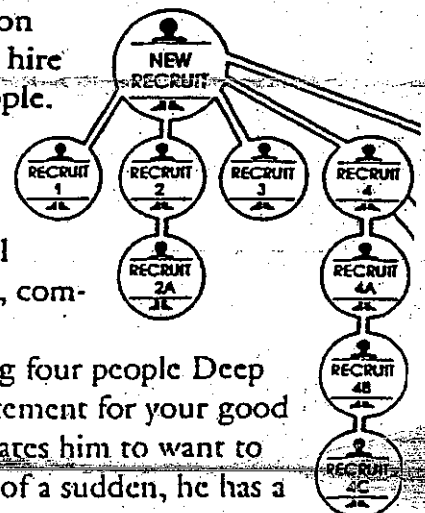 on
hire
ople.
NEW
RECRUIT
RECRUIT
1
RECRUIT
2
RECRUIT
3
RECRUIT
4
RECRUIT
2A
RECRUIT
4A
l
, com-
RECRUIT
4B
g four people Deep
tement for your good
ates him to want to
RECRUIT
4C
of a sudden, he has a